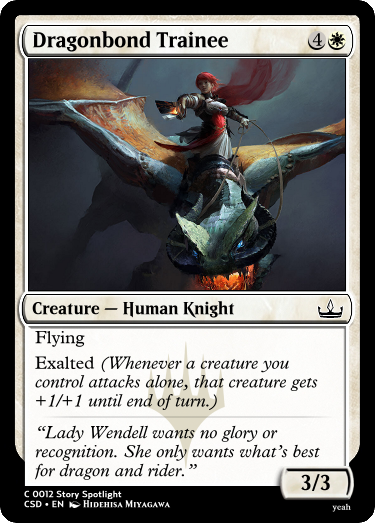 Dragonbond Trainee 4
Creature — Human Knight
Flying
Exalted (Whenever a creature you
control attacks alone, that creature gets
+1/+1 until end of turn.)
“Lady Wendell wants no glory or
recognition. She only wants what’s best
for dragon and rider.”
3/3
C 0012 Story Spotlight
CSD • EN Hidehisa Miyagawa
yeah